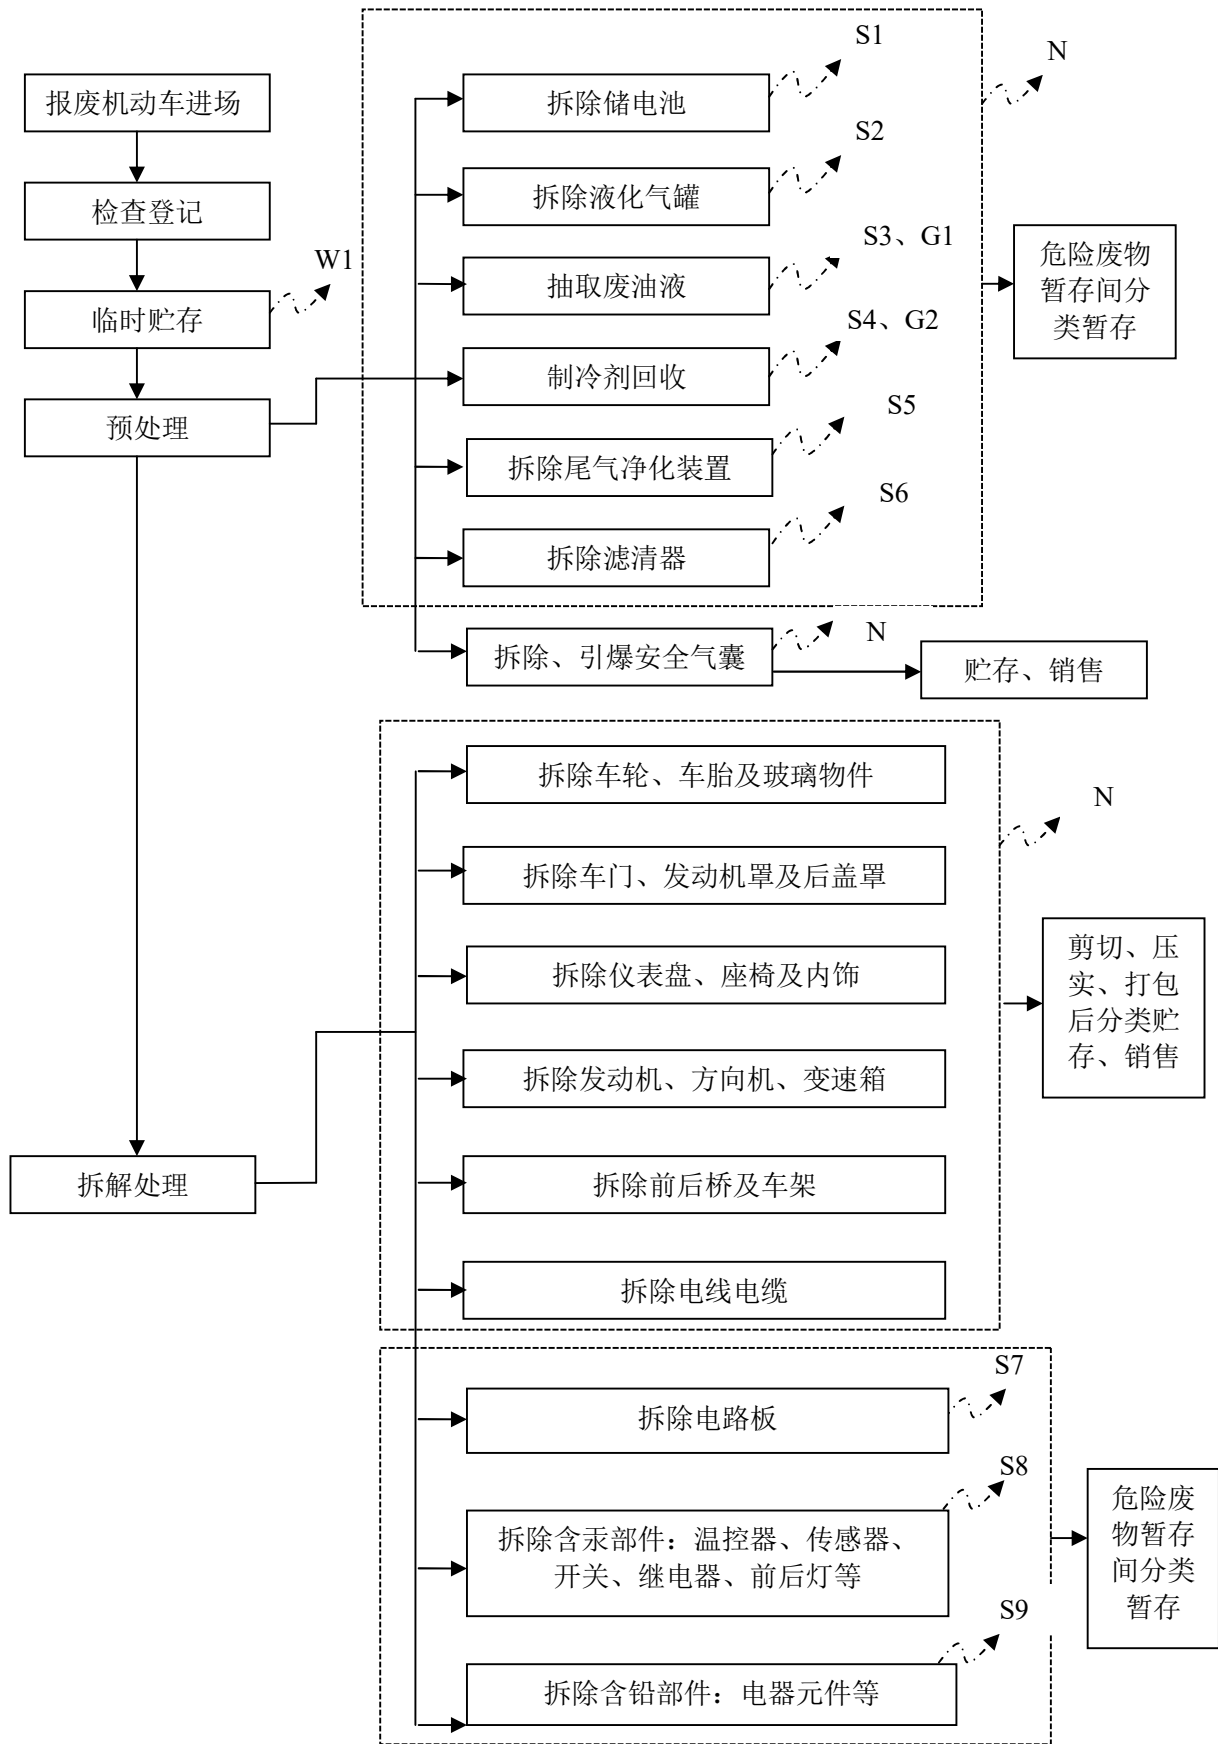 报废机动车进场
检查登记
W1
临时贮存
预处理
S1
N
拆除储电池
S2
拆除液化气罐
S3、G1
抽取废油液
危险废物
暂存间分
类暂存
S4、G2
制冷剂回收
S5
拆除尾气净化装置
S6
拆除滤清器
N
拆除、引爆安全气囊
贮存、销售
拆除车轮、车胎及玻璃物件
N
拆除车门、发动机罩及后盖罩
拆除仪表盘、座椅及内饰
剪切、压
实、打包
后分类贮
存、销售
拆除发动机、方向机、变速箱
拆解处理
拆除前后桥及车架
拆除电线电缆
S7
拆除电路板
S8
拆除含汞部件：温控器、传感器、
开关、继电器、前后灯等
危险废
物暂存
间分类
暂存
S9
拆除含铅部件：电器元件等